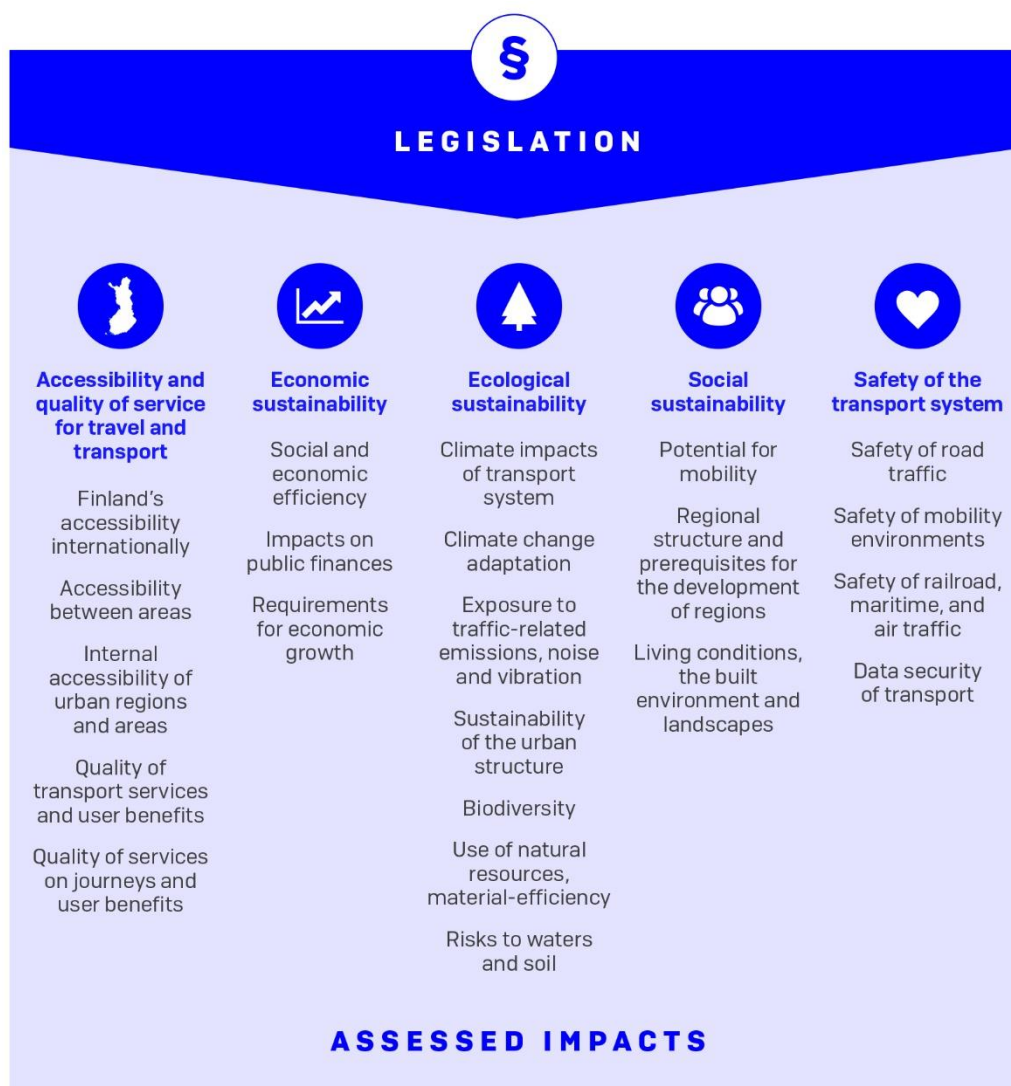 §
LEGISLATION
Accessibility and
quality of service
for travel and
transport
Finland's
accessibility
internationally
Accessibility
between areas
Internal
accessibility of
urban regions
and areas
Quality of
transport services
and user benefits
Quality of services
on journeys and
user benefits
Economic
sustainability
Social and
economic
efficiency
Impacts on
public finances
Requirements
for economic
growth
Ecological
sustainability
Climate impacts
of transport
system
Climate change
adaptation
Exposure to
traffic-related
emissions, noise
and vibration
Sustainability
of the urban
structure
Biodiversity
Use of natural
resources,
material-efficiency
Risks to waters
and soil
Social
sustainability
Potential for
mobility
Regional
structure and
prerequisites for
the development
of regions
Living conditions,
the built
environment and
landscapes
Safety of the
transport system
Safety of road
traffic
Safety of mobility
environments
Safety of railroad,
maritime, and
air traffic
Data security
of transport
ASSESSED IMPACTS